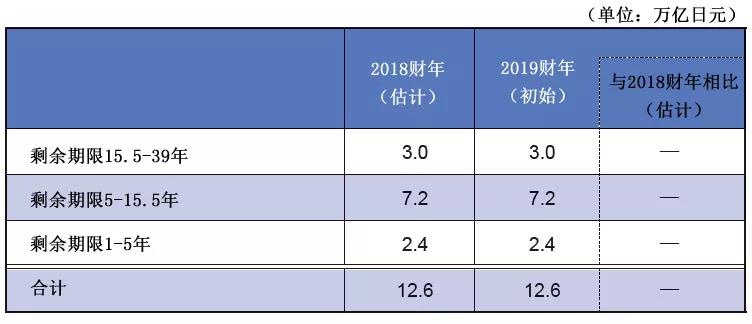 （单位：万亿日元）
2018财年（估计） 2019财年（初始） 与2018财年相比（估计）
剩余期限15.5-39年 3.0 3.0 —
剩余期限5-15.5年 7.2 7.2 —
剩余期限1-5年 2.4 2.4 —
合计 12.6 12.6 —